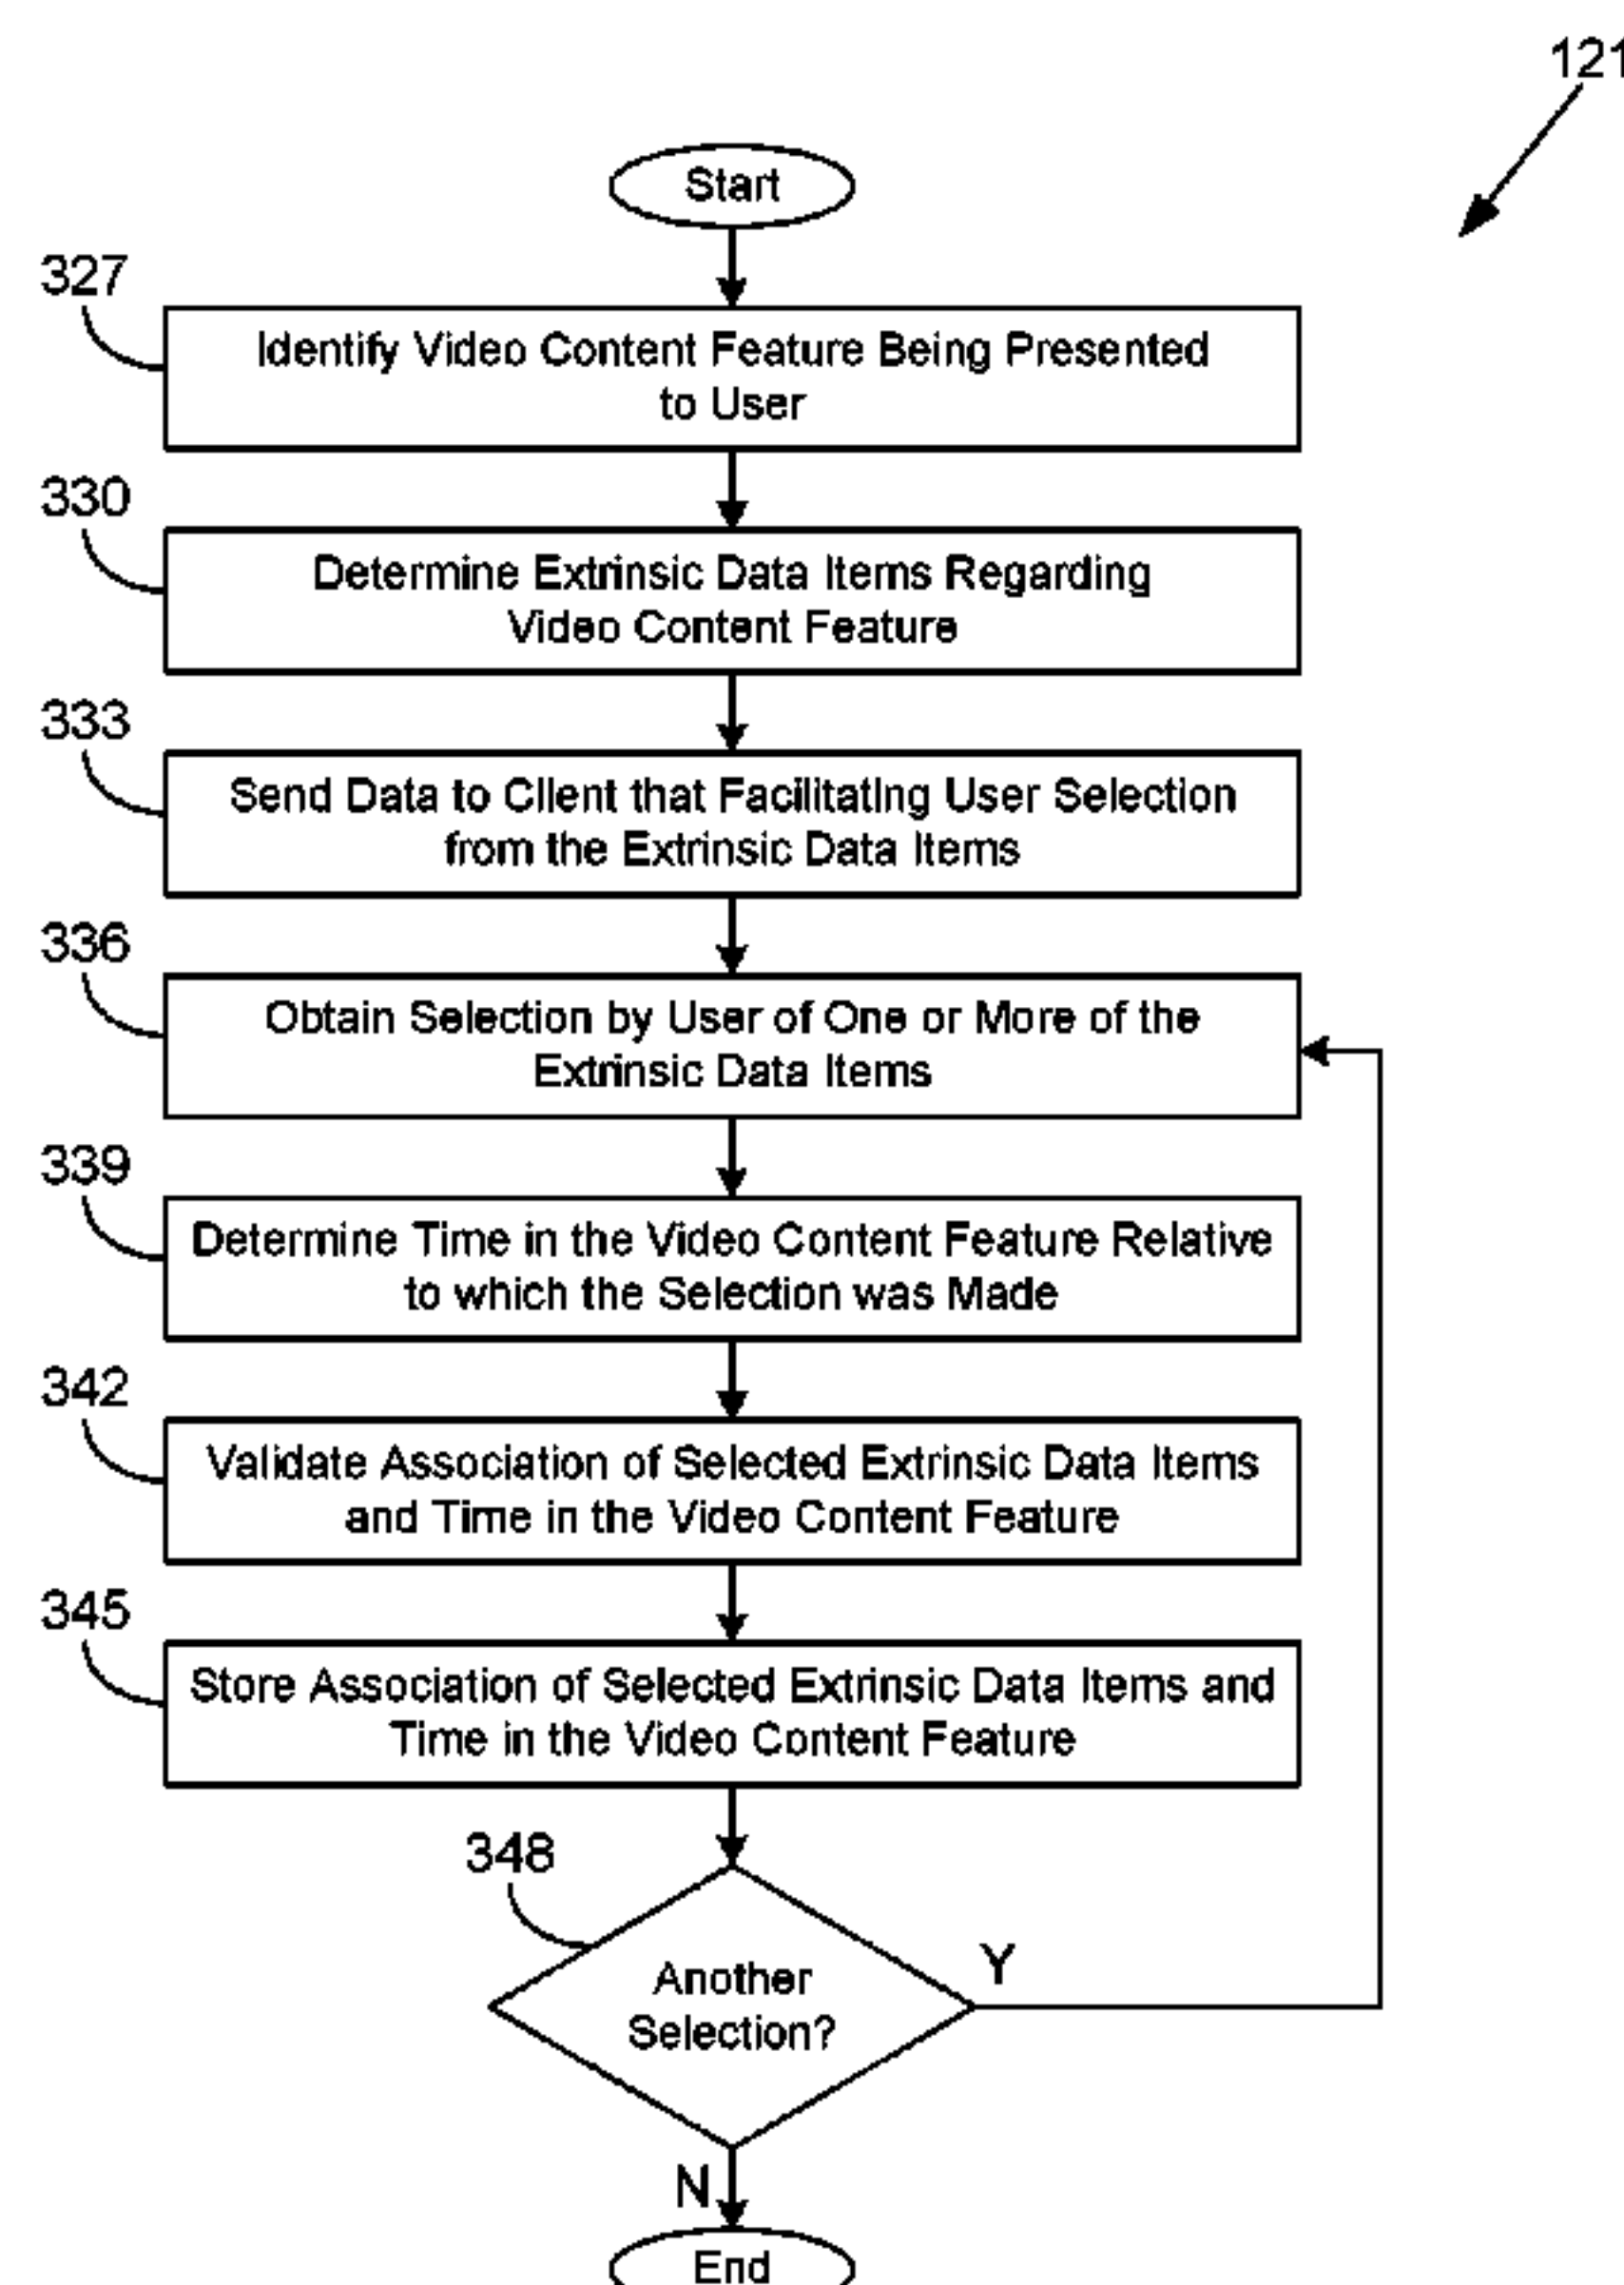 121
Start
327
Identify Video Content Feature Being Presented
to User
330
Determine Extrinsic Data Items Regarding
Video Content Feature
333
Send Data to Client that Facilitating User Selection
from the Extrinsic Data Items
336
Obtain Selection by User of One or More of the
Extrinsic Data Items
339
Determine Time in the Video Content Feature Relative
to which the Selection was Made
342
Validate Association of Selected Extrinsic Data Items
and Time in the Video Content Feature
345
Store Association of Selected Extrinsic Data Items and
Time in the Video Content Feature
348
Another
Selection?
Y
N
End